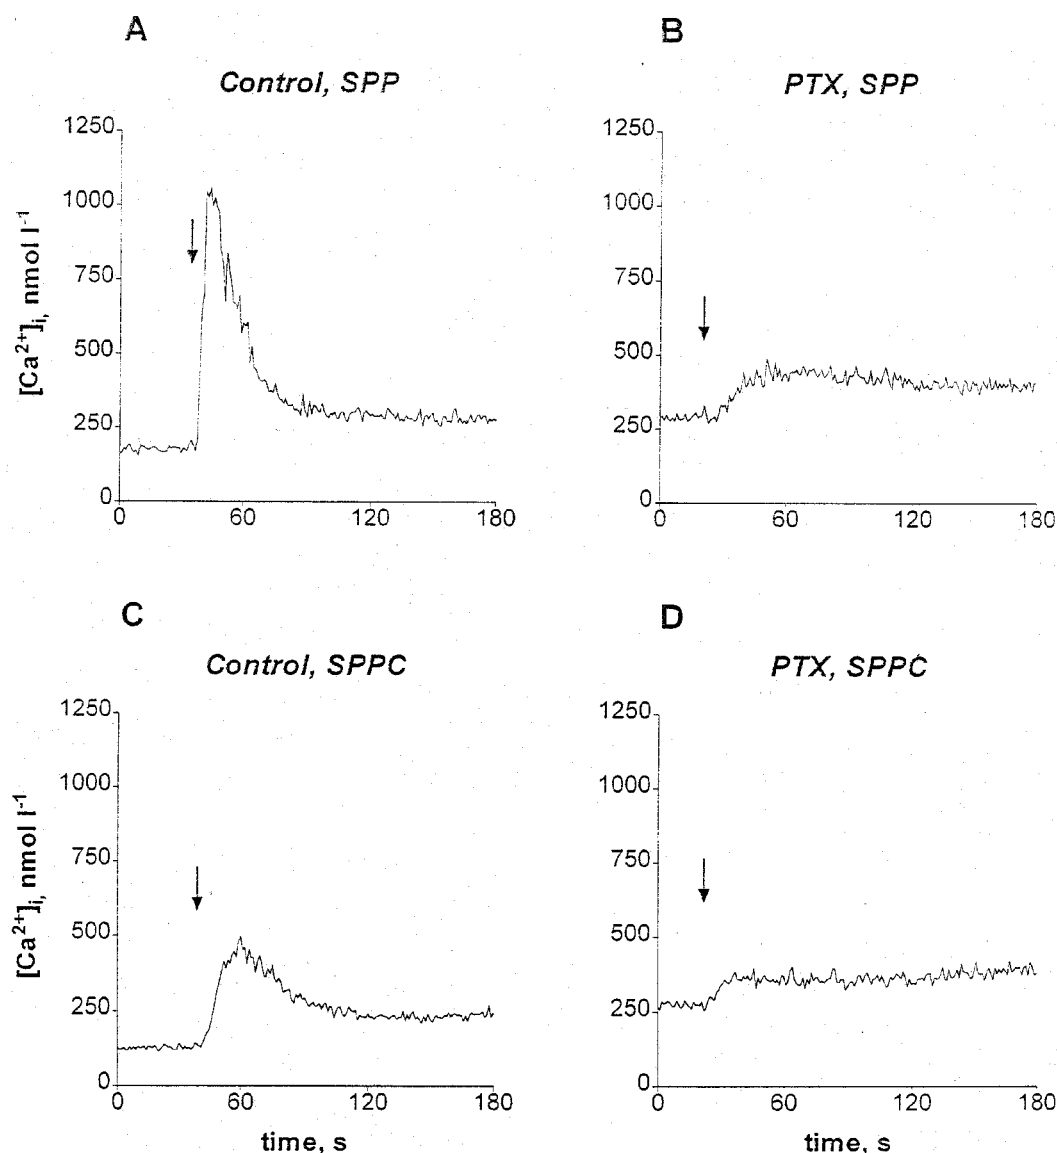 A
Control, SPP
1250
1000
750
500
250
0
0 60 120 180
[Ca²⁺]i, nmol l⁻¹
B
PTX, SPP
1250
1000
750
500
250
0
0 60 120 180
C
Control, SPPC
1250
1000
750
500
250
0
0 60 120 180
[Ca²⁺]i, nmol l⁻¹
time, s
D
PTX, SPPC
1250
1000
750
500
250
0
0 60 120 180
time, s